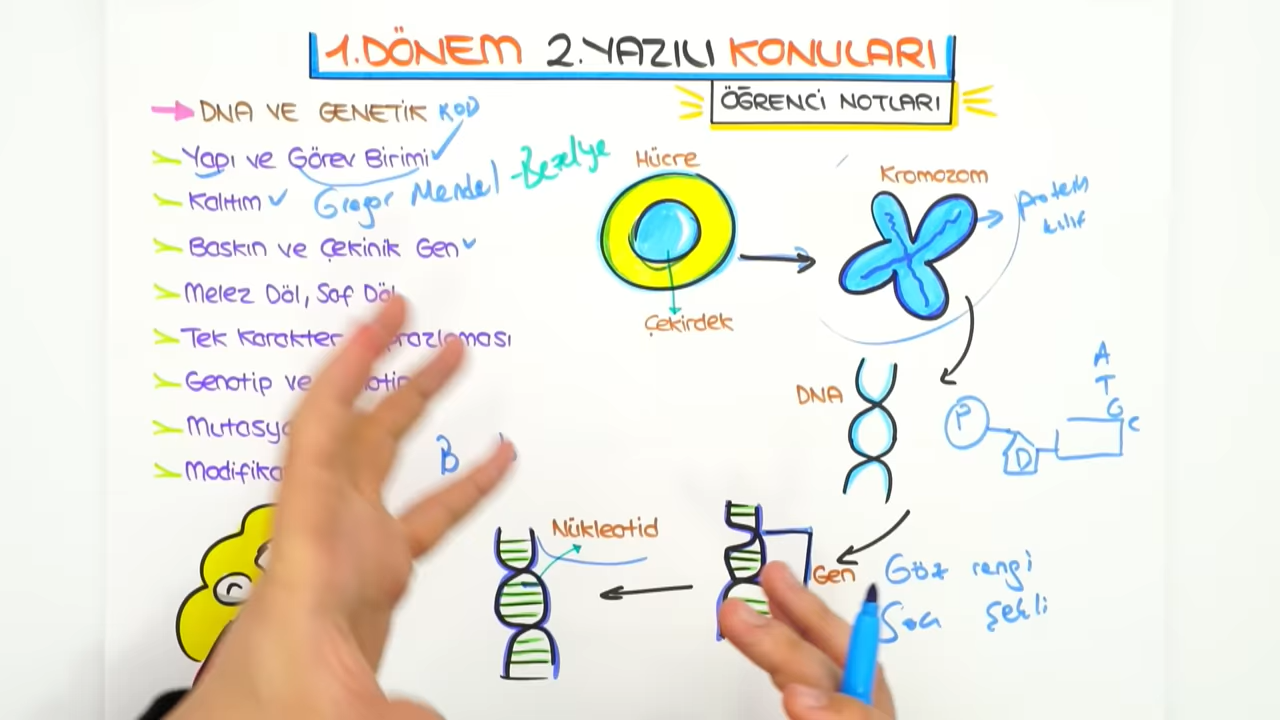 1.DÖNEM 2.YAZILI KONULARI
ÖĞRENCİ NOTLARI
DNA VE GENETİK KOD
Yapı ve Görev Birimi
Kalıtım
Gregor Mendel - Bezelye
Baskın ve Çekinik Gen
Melez Döl, Saf Döl
Tek Karakter
Genotip ve
B
Hücre
Çekirdek
Kromozom
Protein
kılıf
DNA
A
T
G
C
P
D
Gen
Göz rengi
Saç şekli
Nükleotid